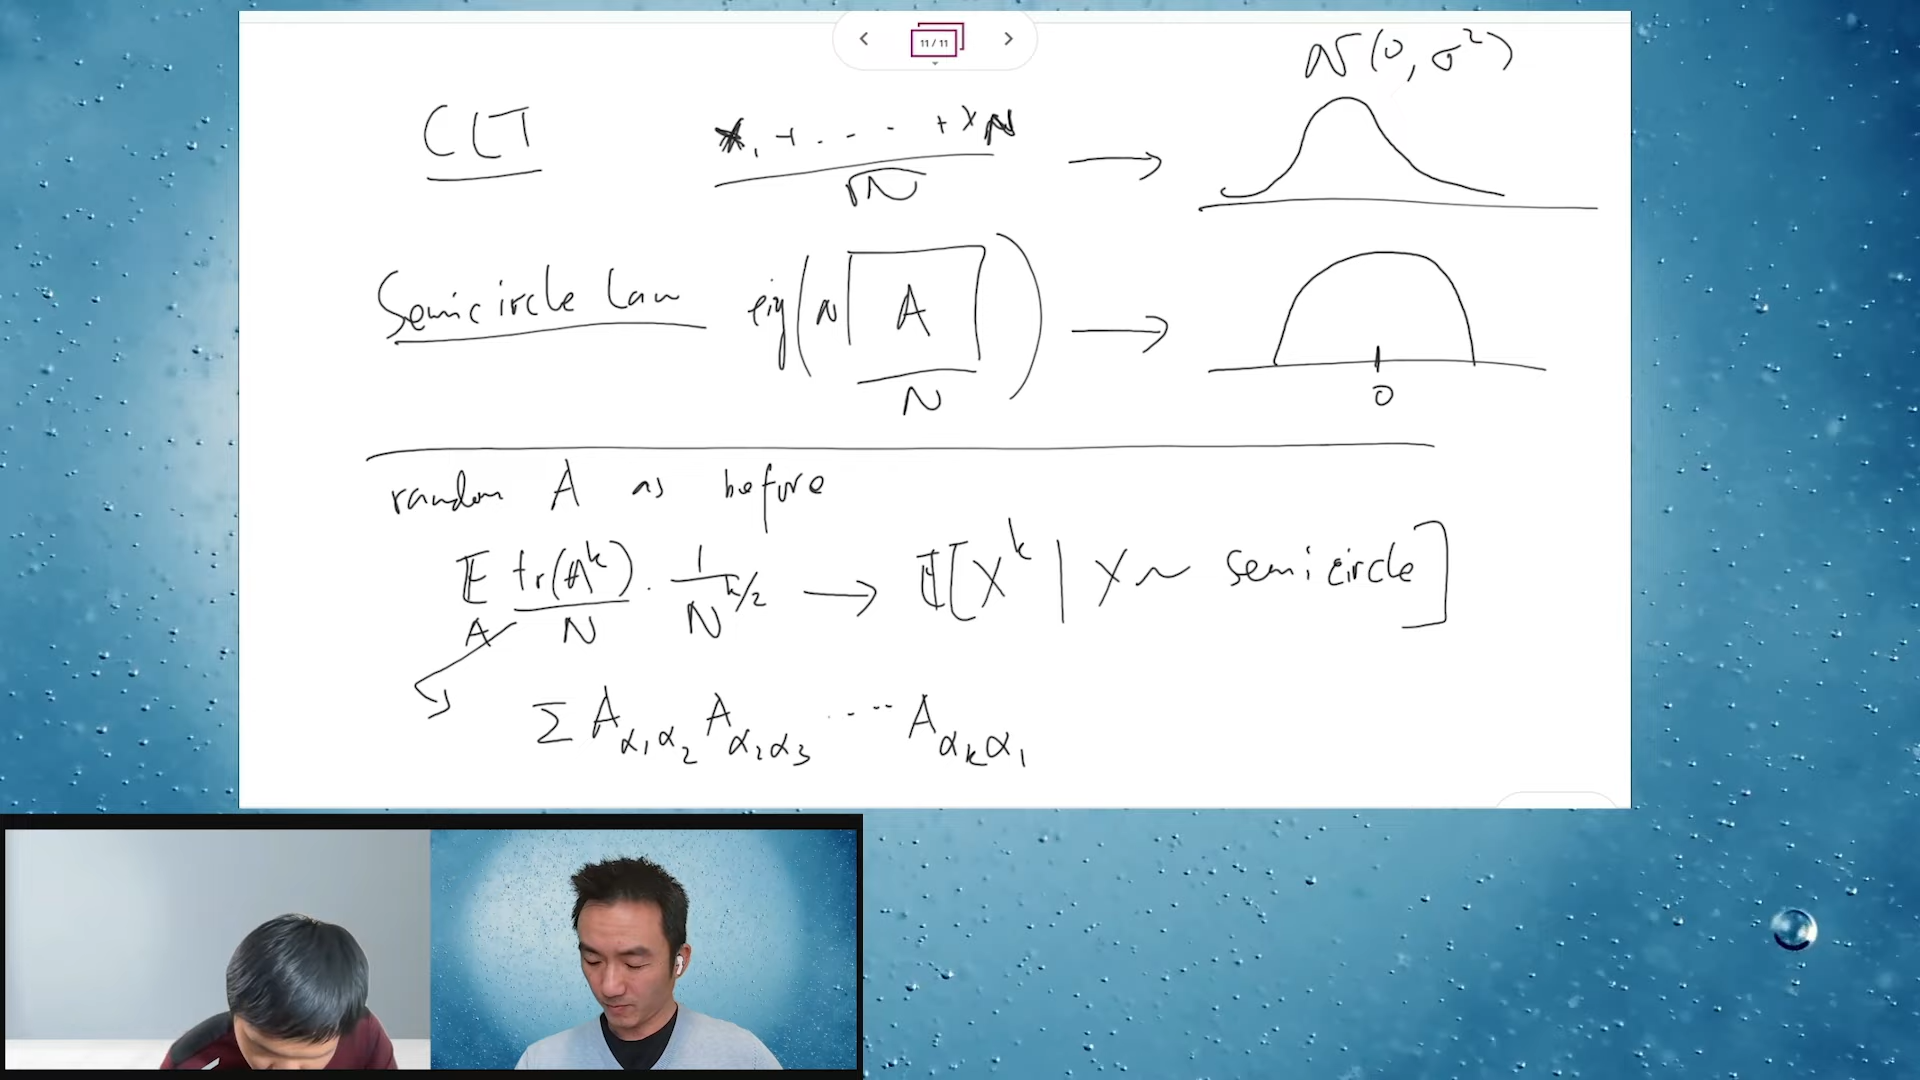 11 / 11
N(0, σ²)
CLT X₁ + . . . + X_N / √N →
Semicircle Law eig( N [ A ] / N ) →
0
random A as before
𝔼_A tr(A^k) / N · 1 / N^{k/2} → 𝔼[ X^k | X ~ semicircle ]
Σ A_{α₁α₂} A_{α₂α₃} ··· A_{α_kα₁}